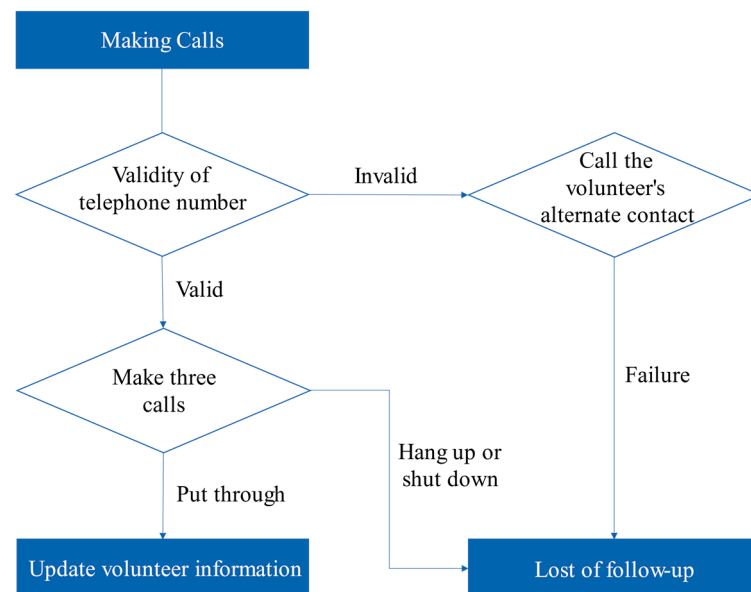 Making Calls
Validity of
telephone number
Invalid
Call the
volunteer's
alternate contact
Valid
Make three
calls
Failure
Hang up or
shut down
Put through
Update volunteer information
Lost of follow-up